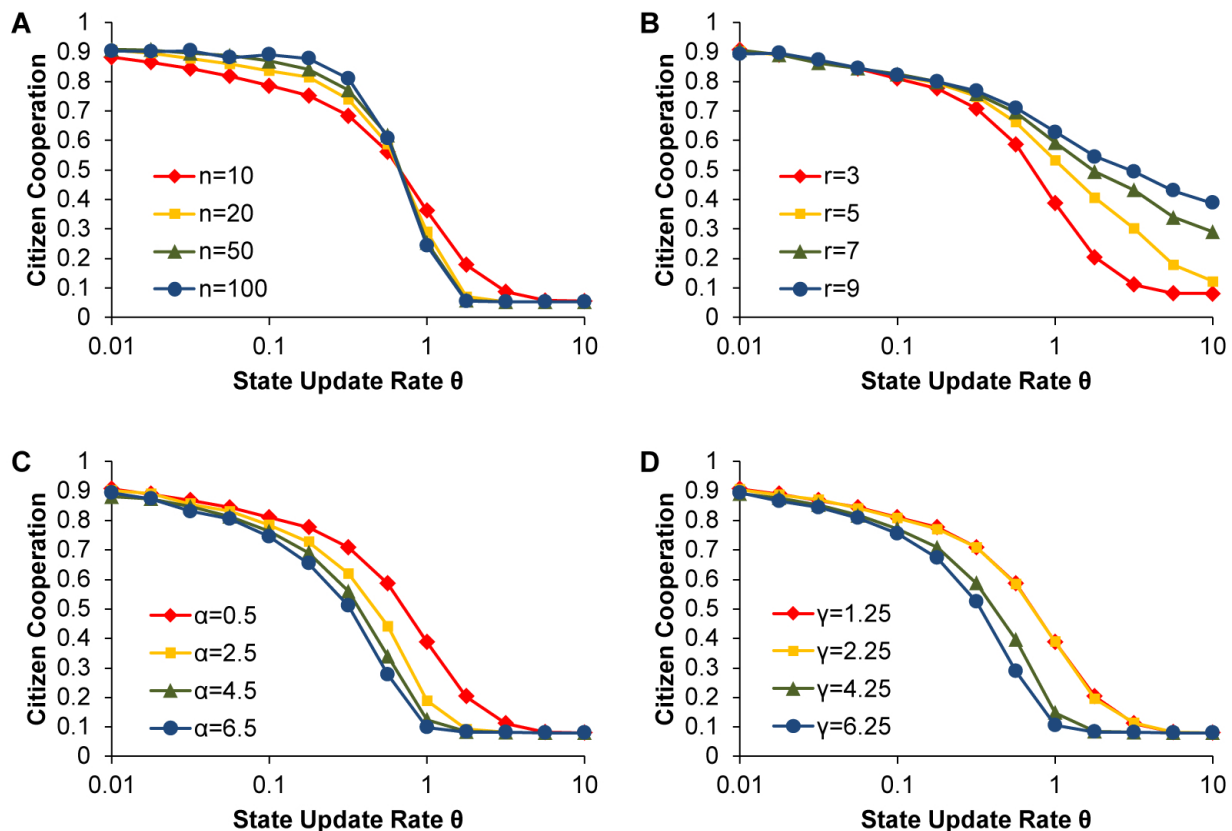 A
Citizen Cooperation
1
0.9
0.8
0.7
0.6
0.5
0.4
0.3
0.2
0.1
0
n=10
n=20
n=50
n=100
0.01 0.1 1 10
State Update Rate θ
B
Citizen Cooperation
1
0.9
0.8
0.7
0.6
0.5
0.4
0.3
0.2
0.1
0
r=3
r=5
r=7
r=9
0.01 0.1 1 10
State Update Rate θ
C
Citizen Cooperation
1
0.9
0.8
0.7
0.6
0.5
0.4
0.3
0.2
0.1
0
α=0.5
α=2.5
α=4.5
α=6.5
0.01 0.1 1 10
State Update Rate θ
D
Citizen Cooperation
1
0.9
0.8
0.7
0.6
0.5
0.4
0.3
0.2
0.1
0
γ=1.25
γ=2.25
γ=4.25
γ=6.25
0.01 0.1 1 10
State Update Rate θ